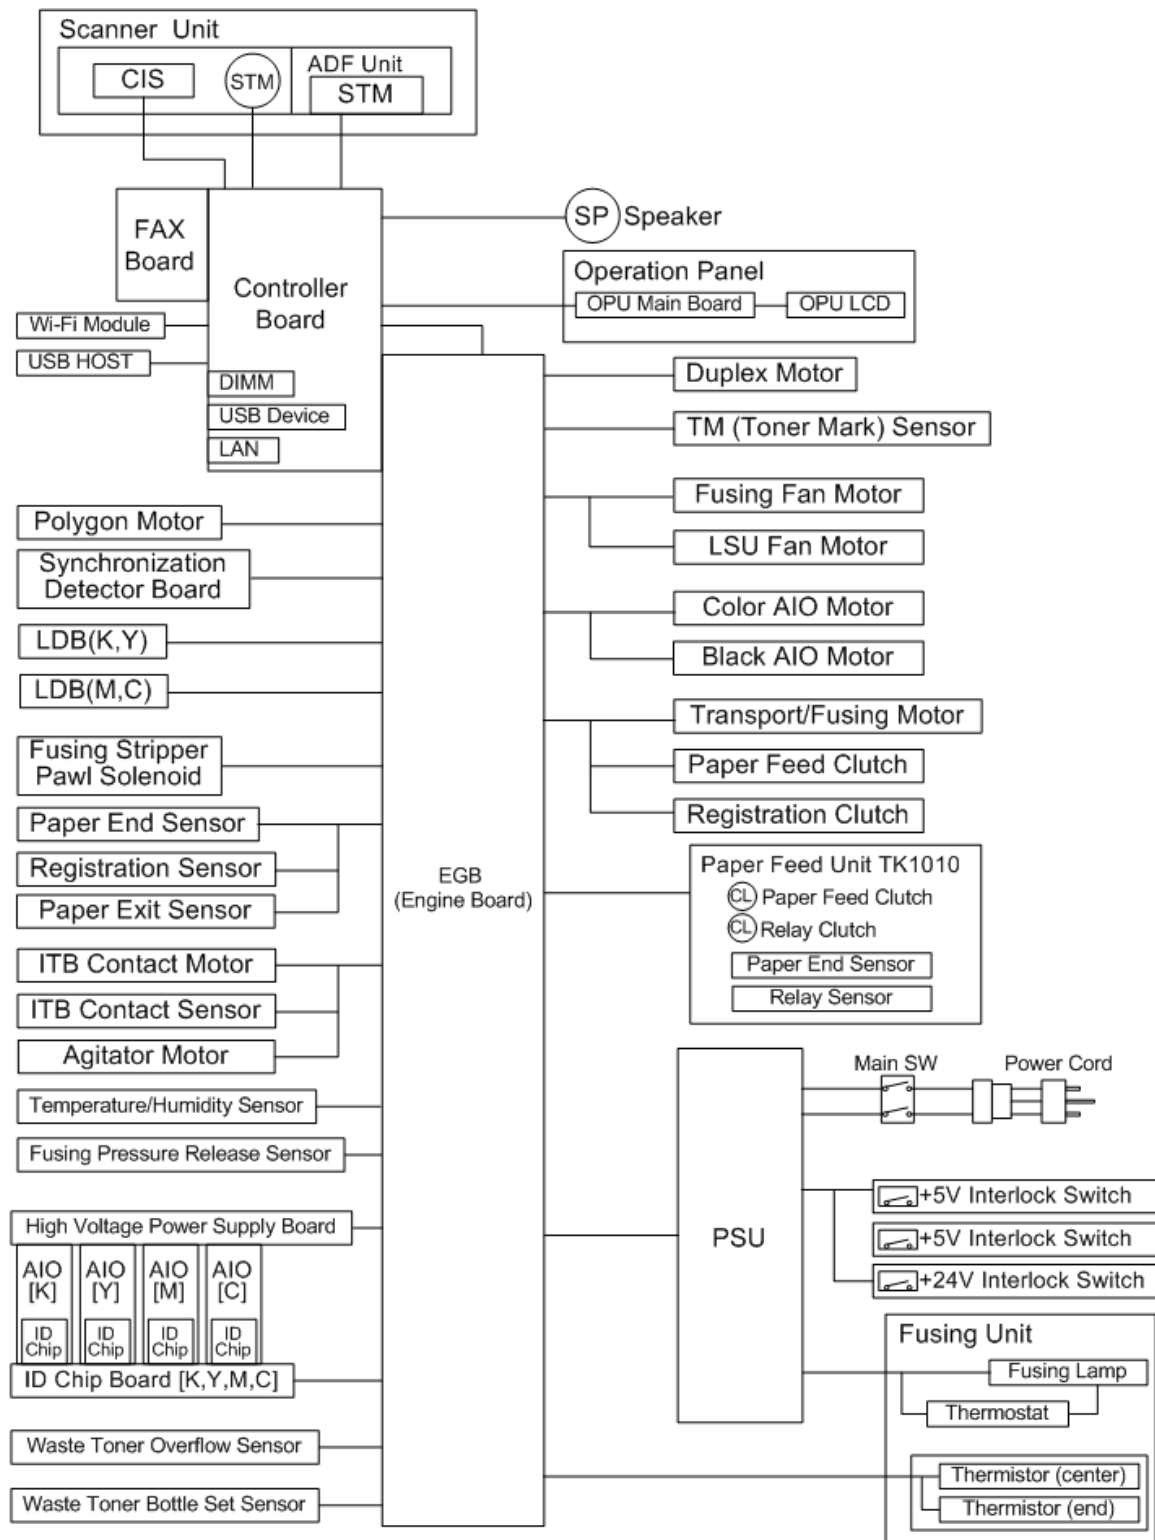 Scanner Unit
CIS
STM
ADF Unit
STM
FAX
Board
Controller
Board
SP Speaker
Operation Panel
OPU Main Board
OPU LCD
Wi-Fi Module
USB HOST
DIMM
USB Device
LAN
Duplex Motor
TM (Toner Mark) Sensor
Fusing Fan Motor
LSU Fan Motor
Color AIO Motor
Black AIO Motor
Transport/Fusing Motor
Paper Feed Clutch
Registration Clutch
Polygon Motor
Synchronization
Detector Board
LDB(K,Y)
LDB(M,C)
Fusing Stripper
Pawl Solenoid
Paper End Sensor
Registration Sensor
Paper Exit Sensor
ITB Contact Motor
ITB Contact Sensor
Agitator Motor
Temperature/Humidity Sensor
Fusing Pressure Release Sensor
EGB
(Engine Board)
Paper Feed Unit TK1010
CL Paper Feed Clutch
CL Relay Clutch
Paper End Sensor
Relay Sensor
Main SW
Power Cord
PSU
+5V Interlock Switch
+5V Interlock Switch
+24V Interlock Switch
High Voltage Power Supply Board
AIO
[K]
AIO
[Y]
AIO
[M]
AIO
[C]
ID
Chip
ID
Chip
ID
Chip
ID
Chip
ID Chip Board [K,Y,M,C]
Waste Toner Overflow Sensor
Waste Toner Bottle Set Sensor
Fusing Unit
Fusing Lamp
Thermostat
Thermistor (center)
Thermistor (end)